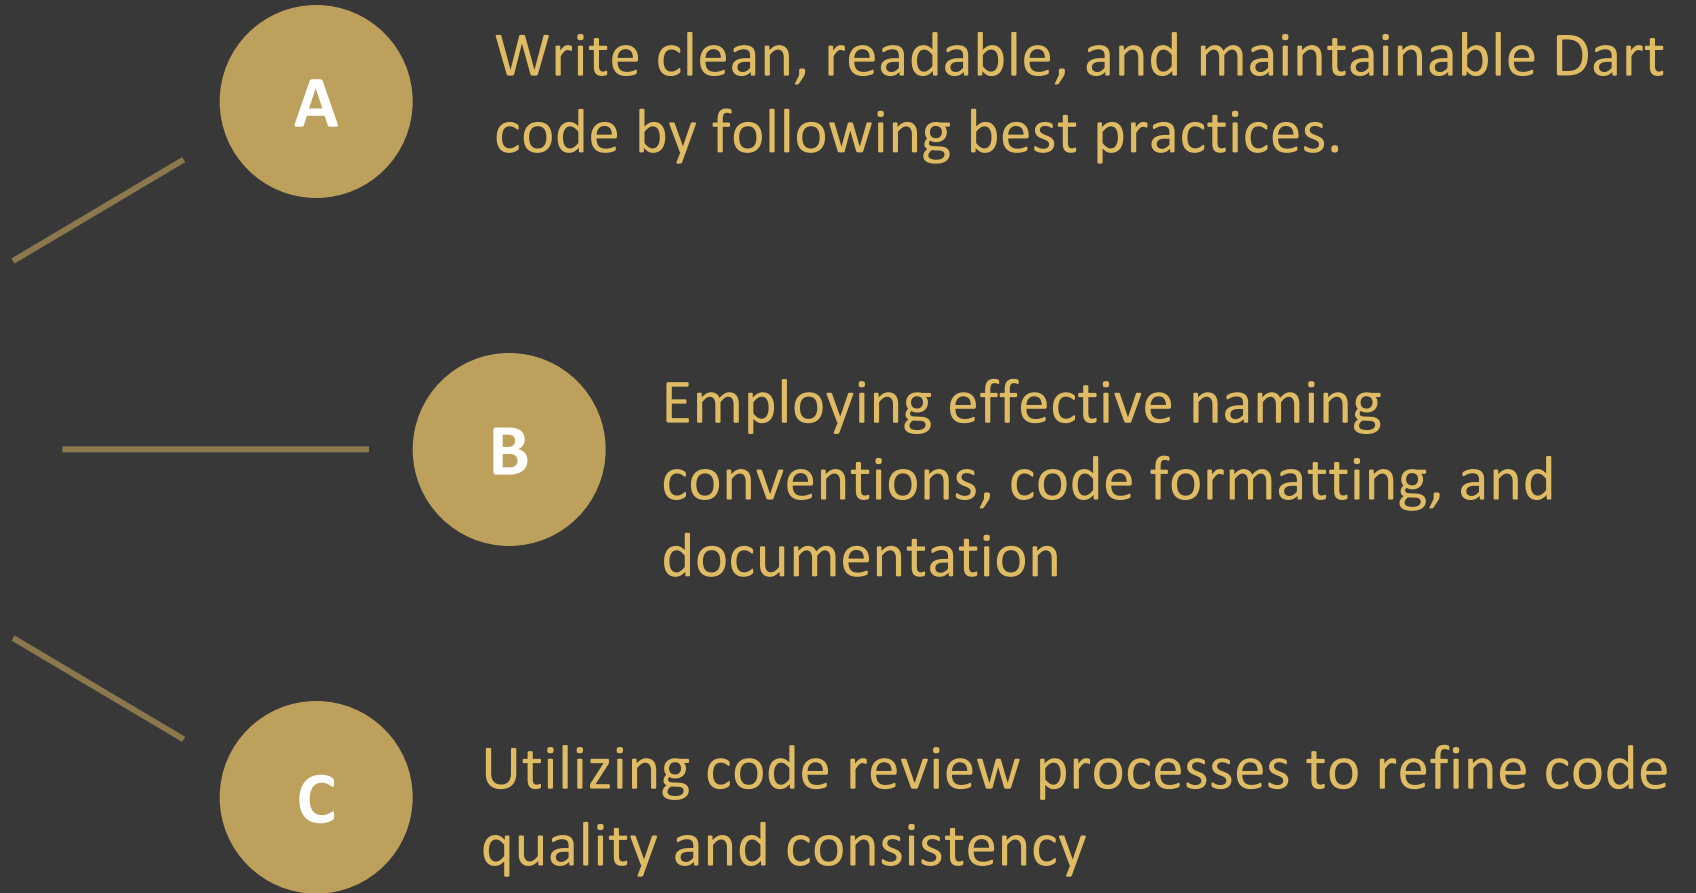 A
Write clean, readable, and maintainable Dart
code by following best practices.
B
Employing effective naming
conventions, code formatting, and
documentation
C
Utilizing code review processes to refine code
quality and consistency